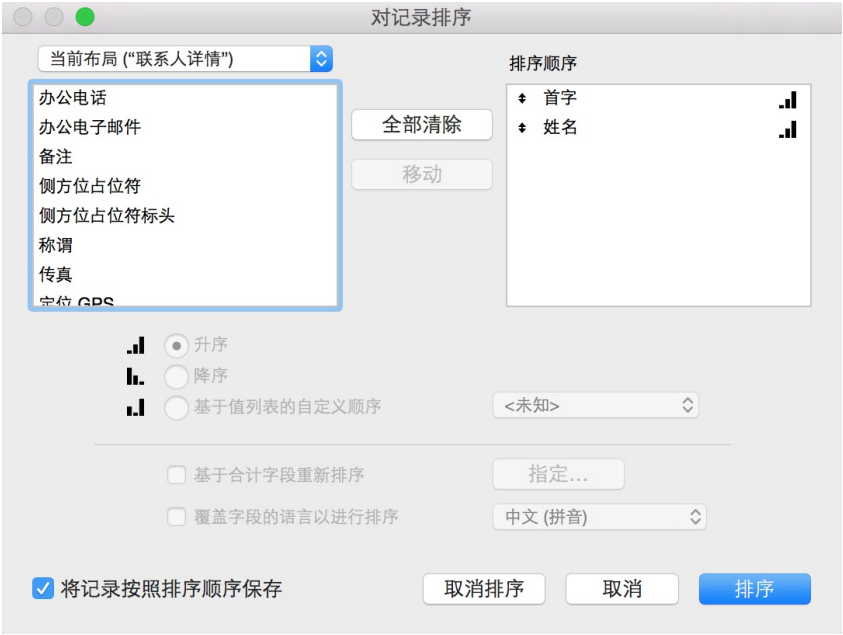 对记录排序
当前布局 (“联系人详情”)
排序顺序
办公电话
办公电子邮件
备注
侧方位占位符
侧方位占位符标头
称谓
传真
定位 GPS
全部清除
移动
首字
姓名
升序
降序
基于值列表的自定义顺序
<未知>
基于合计字段重新排序
指定...
覆盖字段的语言以进行排序
中文 (拼音)
将记录按照排序顺序保存
取消排序
取消
排序